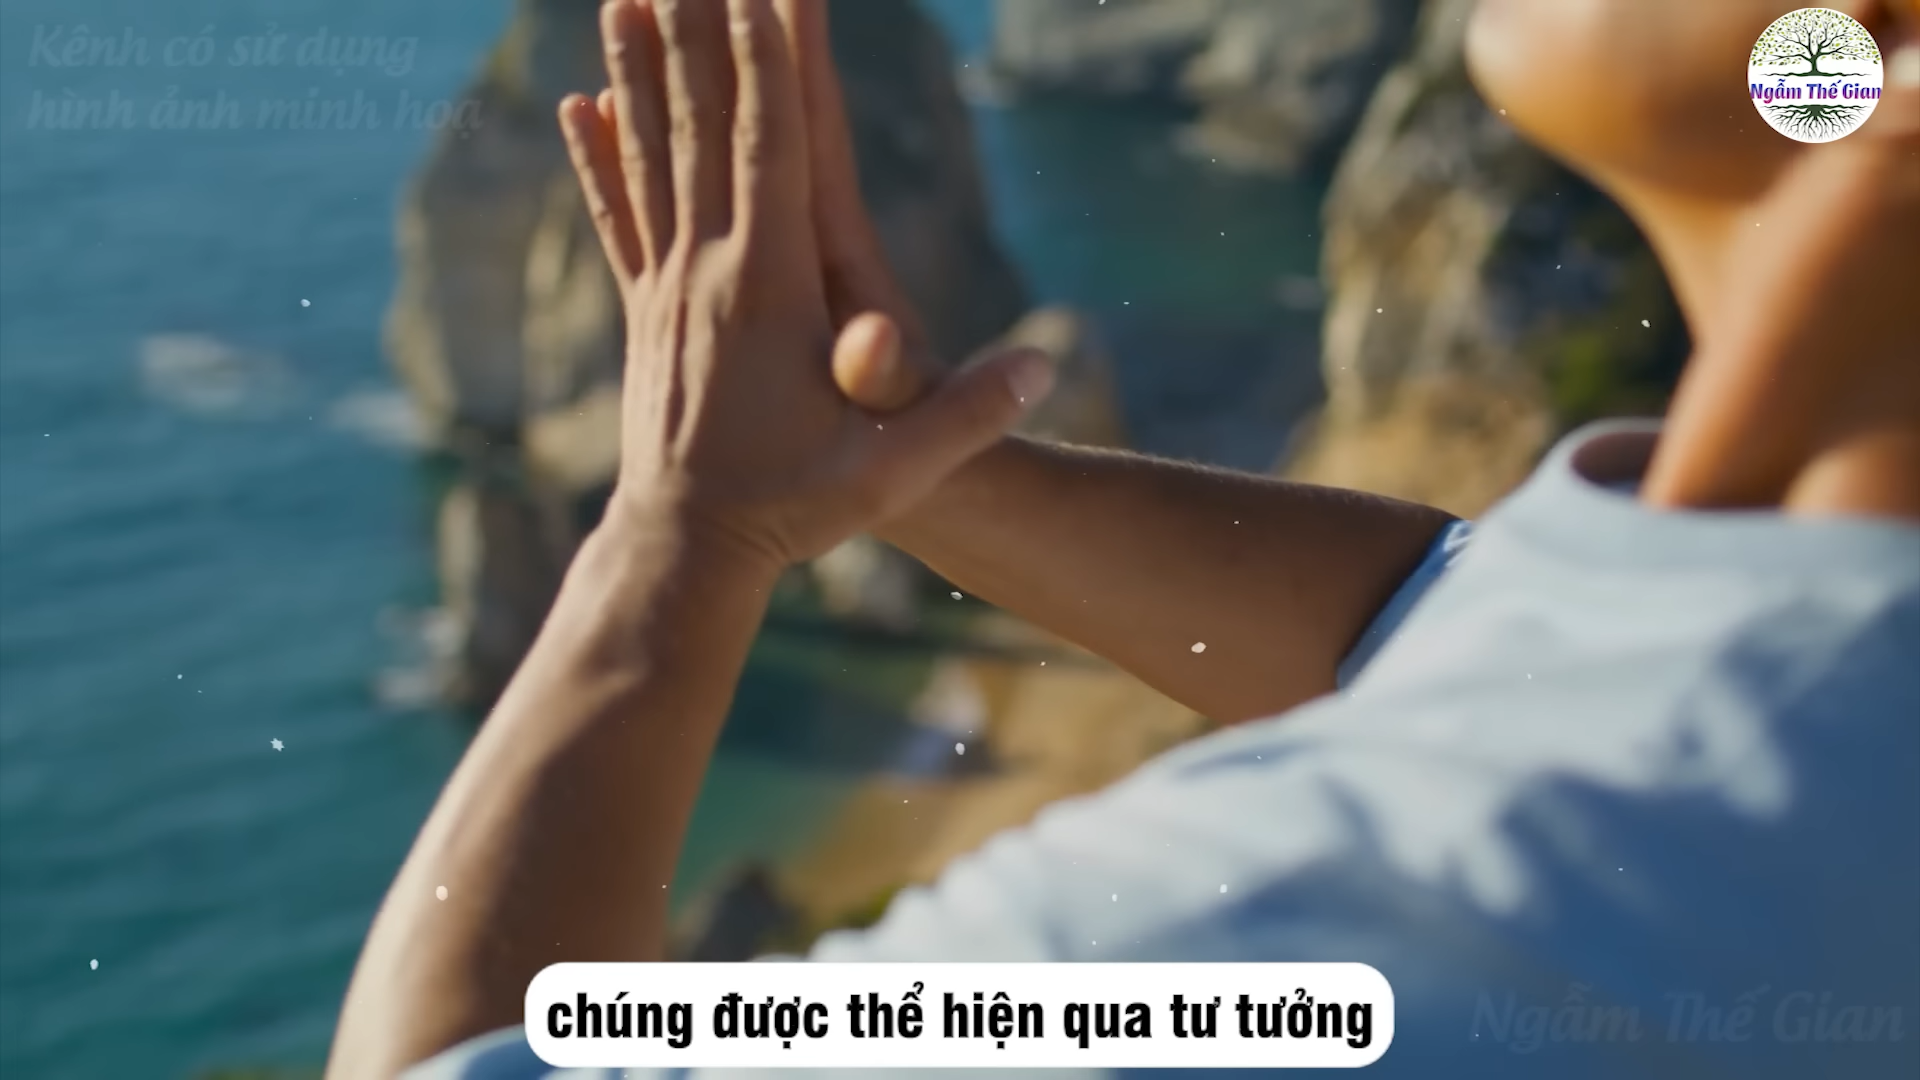 Kênh có sử dụng
hình ảnh minh hoạ
Ngẫm Thế Gian
chúng được thể hiện qua tư tưởng
Ngẫm Thế Gian